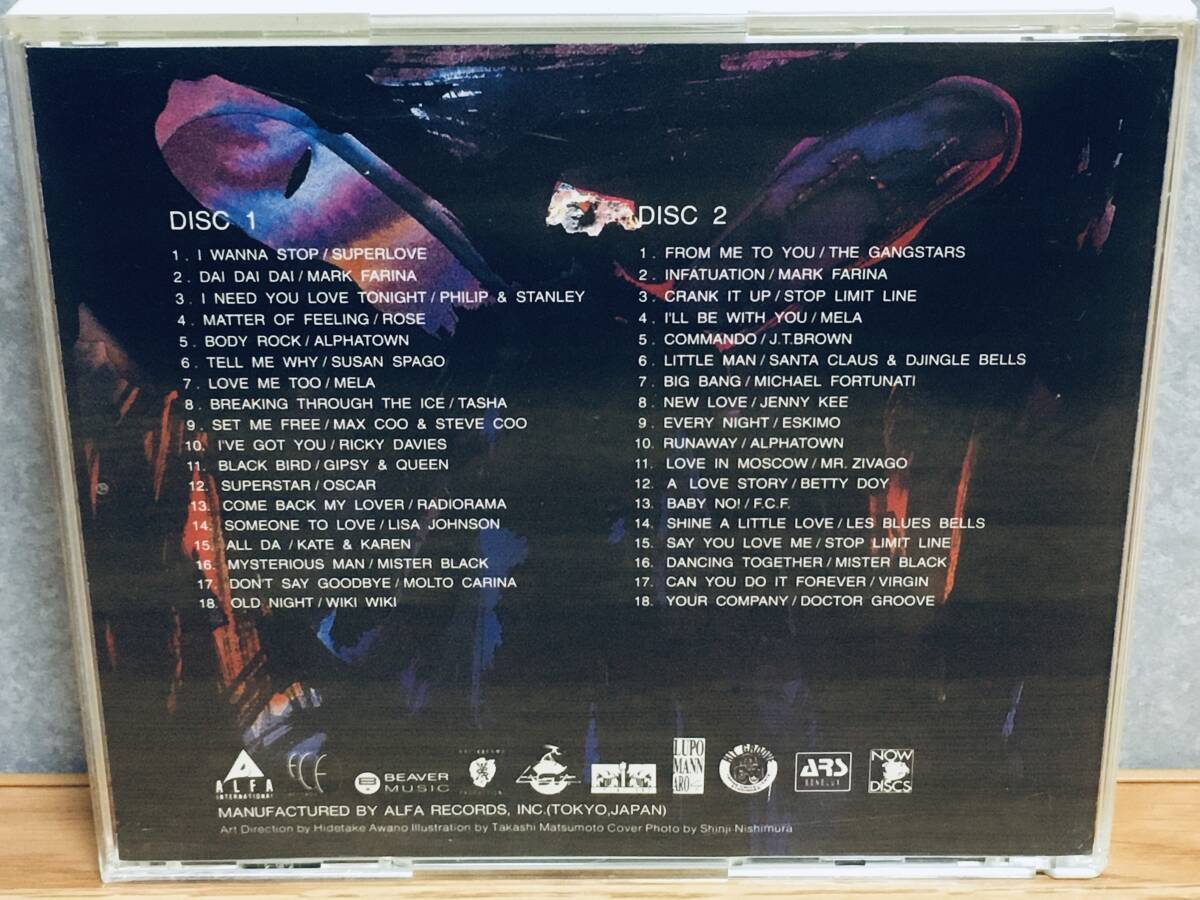 DISC 1
1. I WANNA STOP/SUPERLOVE
2. DAI DAI DAI/MARK FARINA
3. I NEED YOU LOVE TONIGHT/PHILIP & STANLEY
4. MATTER OF FEELING/ROSE
5. BODY ROCK/ALPHATOWN
6. TELL ME WHY/SUSAN SPAGO
7. LOVE ME TOO/MELA
8. BREAKING THROUGH THE ICE/TASHA
9. SET ME FREE/MAX COO & STEVE COO
10. I'VE GOT YOU/RICKY DAVIES
11. BLACK BIRD/GIPSY & QUEEN
12. SUPERSTAR/OSCAR
13. COME BACK MY LOVER/RADIORAMA
14. SOMEONE TO LOVE/LISA JOHNSON
15. ALL DA/KATE & KAREN
16. MYSTERIOUS MAN/MISTER BLACK
17. DON'T SAY GOODBYE/MOLTO CARINA
18. OLD NIGHT/WIKI WIKI
DISC 2
1. FROM ME TO YOU/THE GANGSTARS
2. INFATUATION/MARK FARINA
3. CRANK IT UP/STOP LIMIT LINE
4. I'LL BE WITH YOU/MELA
5. COMMANDO/J.T.BROWN
6. LITTLE MAN/SANTA CLAUS & DJINGLE BELLS
7. BIG BANG/MICHAEL FORTUNATI
8. NEW LOVE/JENNY KEE
9. EVERY NIGHT/ESKIMO
10. RUNAWAY/ALPHATOWN
11. LOVE IN MOSCOW/MR. ZIVAGO
12. A LOVE STORY/BETTY DOY
13. BABY NO!/F.C.F.
14. SHINE A LITTLE LOVE/LES BLUES BELLS
15. SAY YOU LOVE ME/STOP LIMIT LINE
16. DANCING TOGETHER/MISTER BLACK
17. CAN YOU DO IT FOREVER/VIRGIN
18. YOUR COMPANY/DOCTOR GROOVE
ALFA
INTERNATIONAL
FCF
BEAVER
MUSIC
LUPO
MANN
ARO
HIT GROOVE
ARS
BENELUX
NOW
DISCS
MANUFACTURED BY ALFA RECORDS, INC.(TOKYO,JAPAN)
Art Direction by Hidetake Awano Illustration by Takashi Matsumoto Cover Photo by Shinji Nishimura